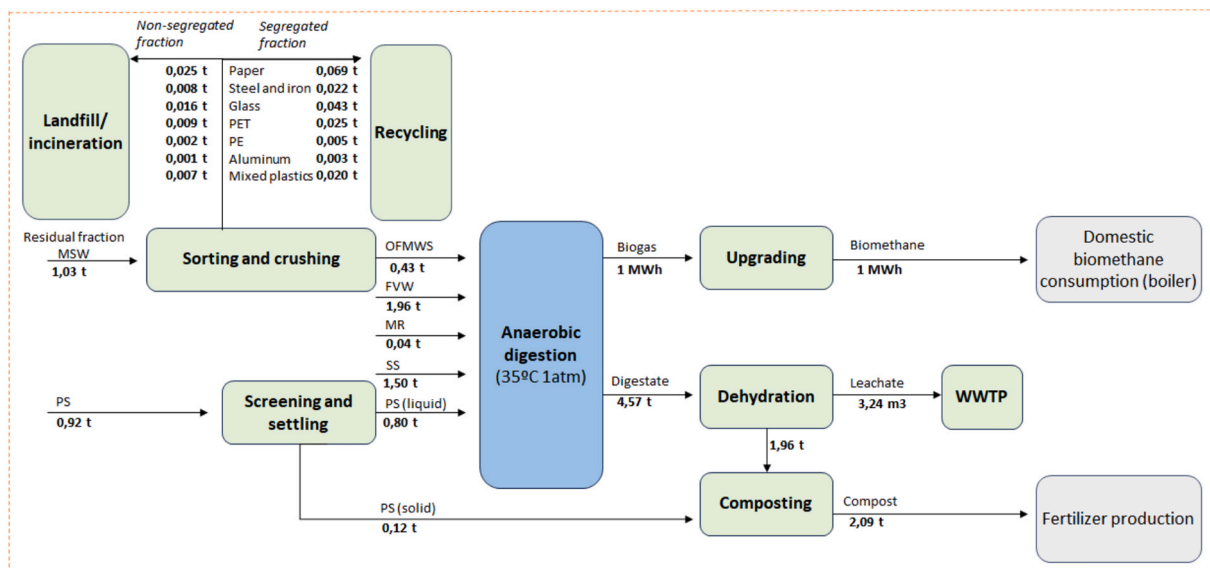 Non-segregated
fraction
Segregated
fraction
Landfill/
incineration
0,025 t Paper 0,069 t
0,008 t Steel and iron 0,022 t
0,016 t Glass 0,043 t
0,009 t PET 0,025 t
0,002 t PE 0,005 t
0,001 t Aluminum 0,003 t
0,007 t Mixed plastics 0,020 t
Recycling
Residual fraction
MSW
1,03 t
Sorting and crushing
OFMWS
0,43 t
FVW
1,96 t
MR
0,04 t
SS
1,50 t
PS (liquid)
0,80 t
PS
0,92 t
Screening and
settling
PS (solid)
0,12 t
Anaerobic
digestion
(35ºC 1atm)
Biogas
1 MWh
Upgrading
Biomethane
1 MWh
Domestic
biomethane
consumption (boiler)
Digestate
4,57 t
Dehydration
Leachate
3,24 m3
WWTP
1,96 t
Composting
Compost
2,09 t
Fertilizer production